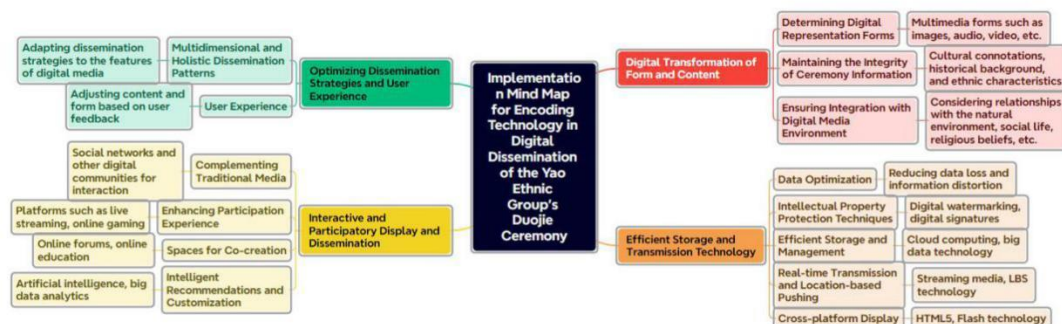 Adapting dissemination
strategies to the features
of digital media
Multidimensional and
Holistic Dissemination
Patterns
Adjusting content and
form based on user
feedback
User Experience
Optimizing Dissemination
Strategies and User
Experience
Social networks and
other digital
communities for
interaction
Complementing
Traditional Media
Platforms such as live
streaming, online gaming
Enhancing Participation
Experience
Online forums, online
education
Spaces for Co-creation
Artificial intelligence, big
data analytics
Intelligent
Recommendations and
Customization
Interactive and
Participatory Display and
Dissemination
Implementatio
n Mind Map
for Encoding
Technology in
Digital
Dissemination
of the Yao
Ethnic
Group's
Duojie
Ceremony
Digital Transformation of
Form and Content
Determining Digital
Representation Forms
Multimedia forms such as
images, audio, video, etc.
Maintaining the Integrity
of Ceremony Information
Cultural connotations,
historical background,
and ethnic characteristics
Ensuring Integration with
Digital Media
Environment
Considering relationships
with the natural
environment, social life,
religious beliefs, etc.
Efficient Storage and
Transmission Technology
Data Optimization
Reducing data loss and
information distortion
Intellectual Property
Protection Techniques
Digital watermarking,
digital signatures
Efficient Storage and
Management
Cloud computing, big
data technology
Real-time Transmission
and Location-based
Pushing
Streaming media, LBS
technology
Cross-platform Display
HTML5, Flash technology